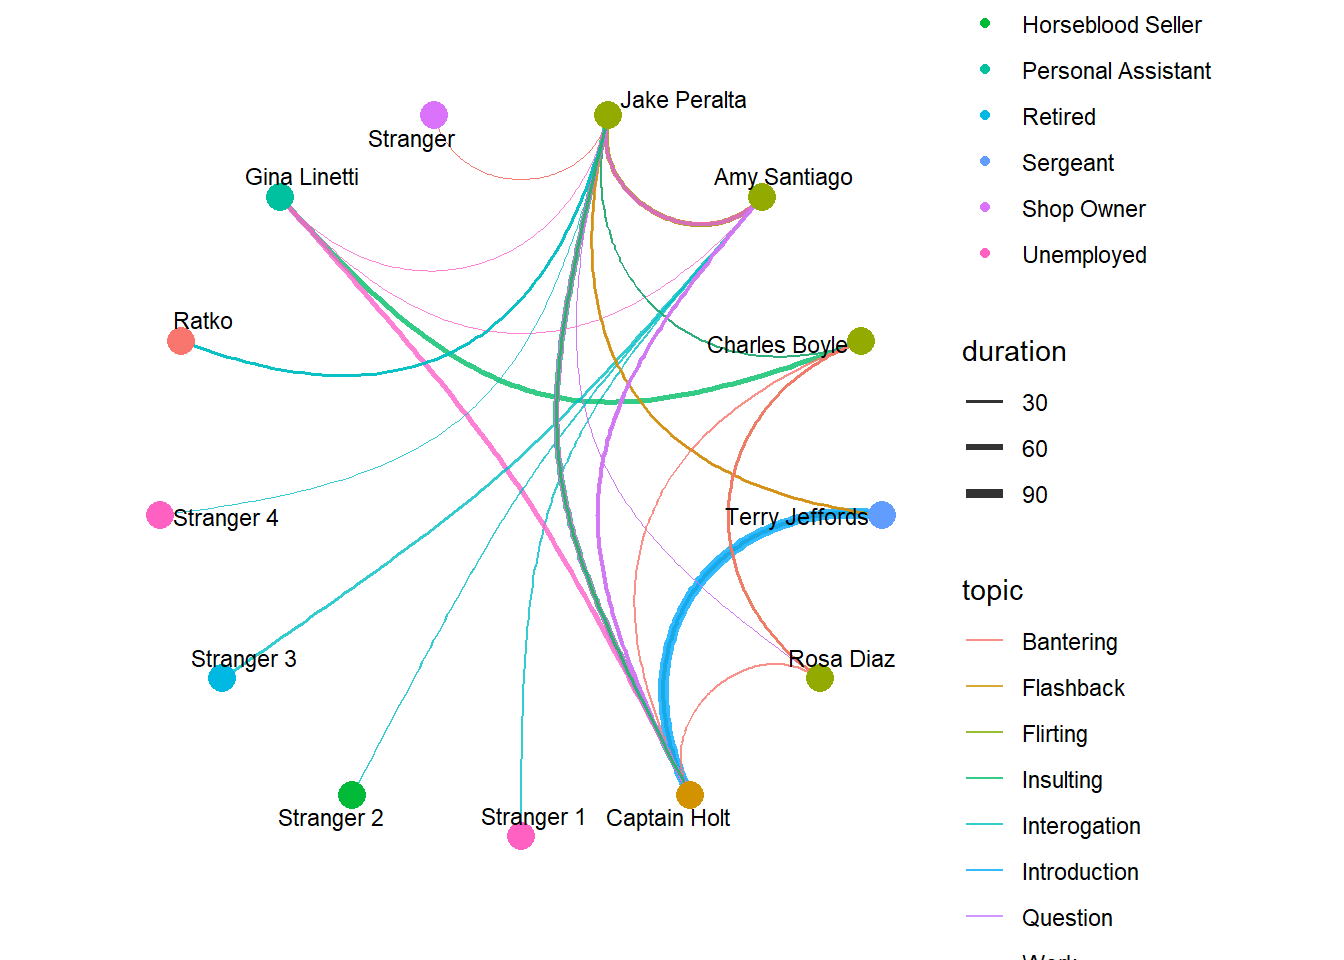 Jake Peralta
Stranger
Gina Linetti
Amy Santiago
Ratko
Charles Boyle
Stranger 4
Terry Jeffords
Stranger 3
Rosa Diaz
Stranger 2
Stranger 1
Captain Holt
Horseblood Seller
Personal Assistant
Retired
Sergeant
Shop Owner
Unemployed
duration
30
60
90
topic
Bantering
Flashback
Flirting
Insulting
Interogation
Introduction
Question